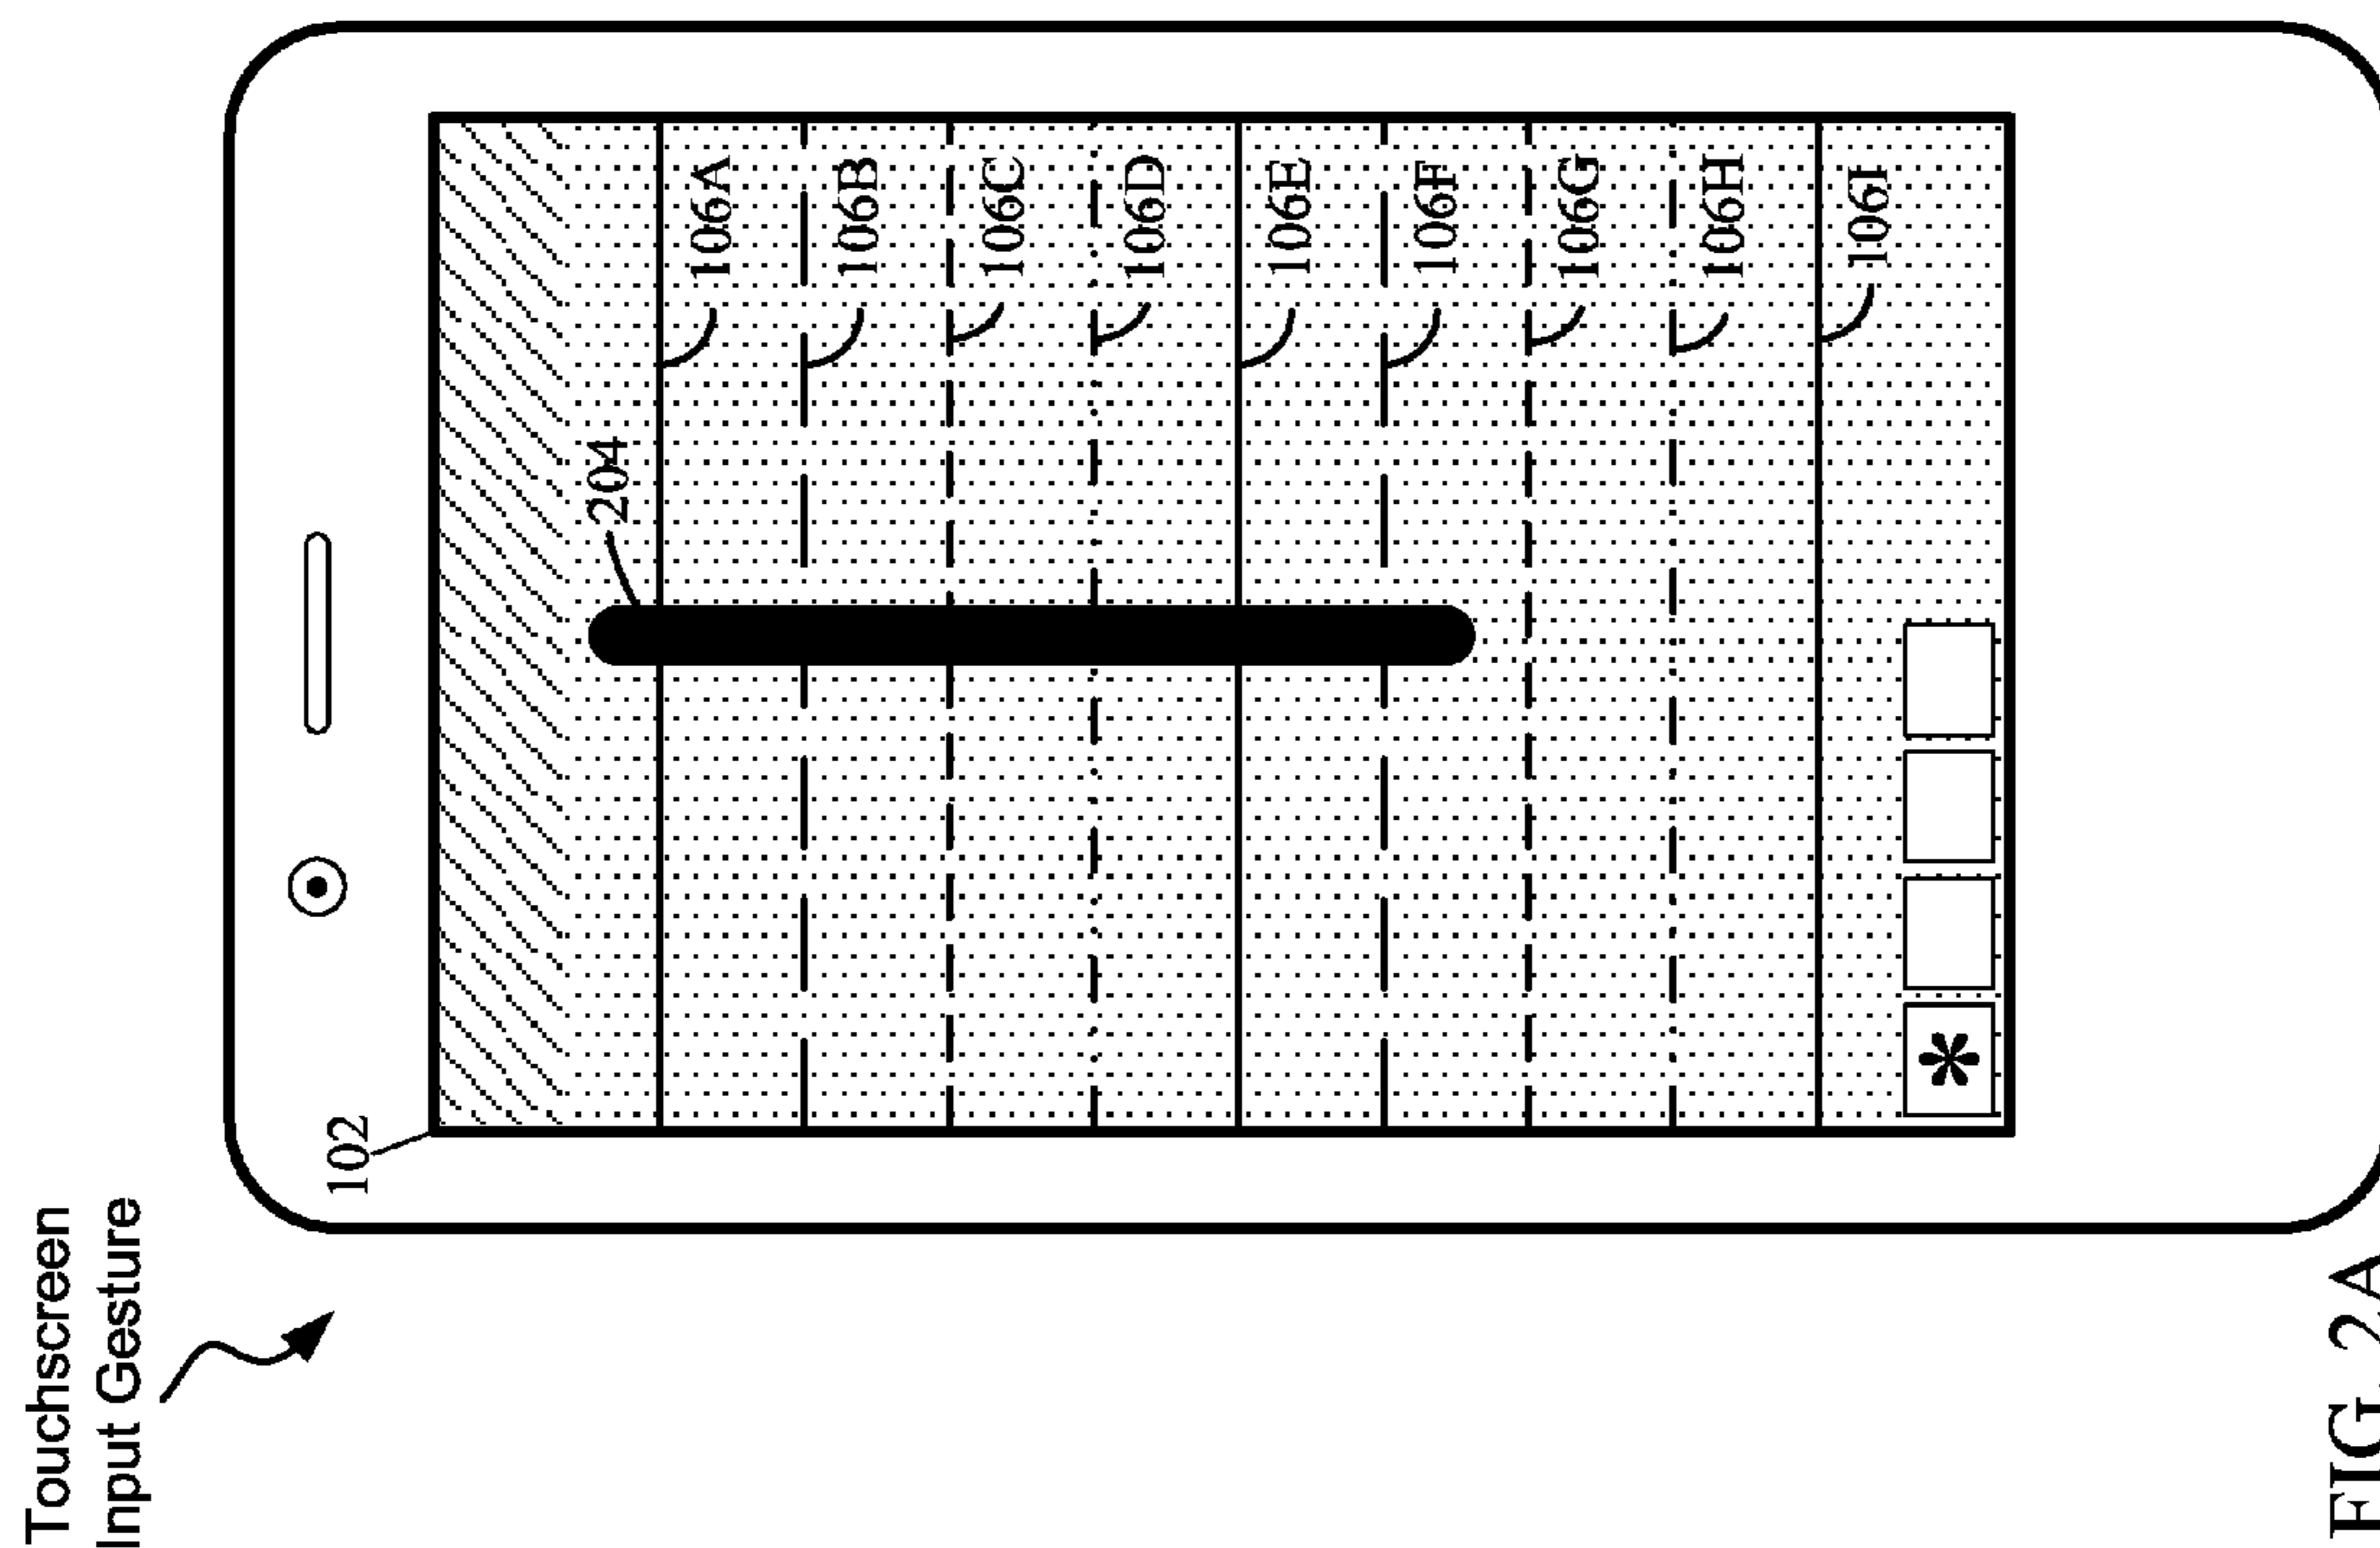 Touchscreen
Input Gesture
102
204
106A
106B
106C
106D
106E
106F
106G
106H
106I
*
FIG. 2A